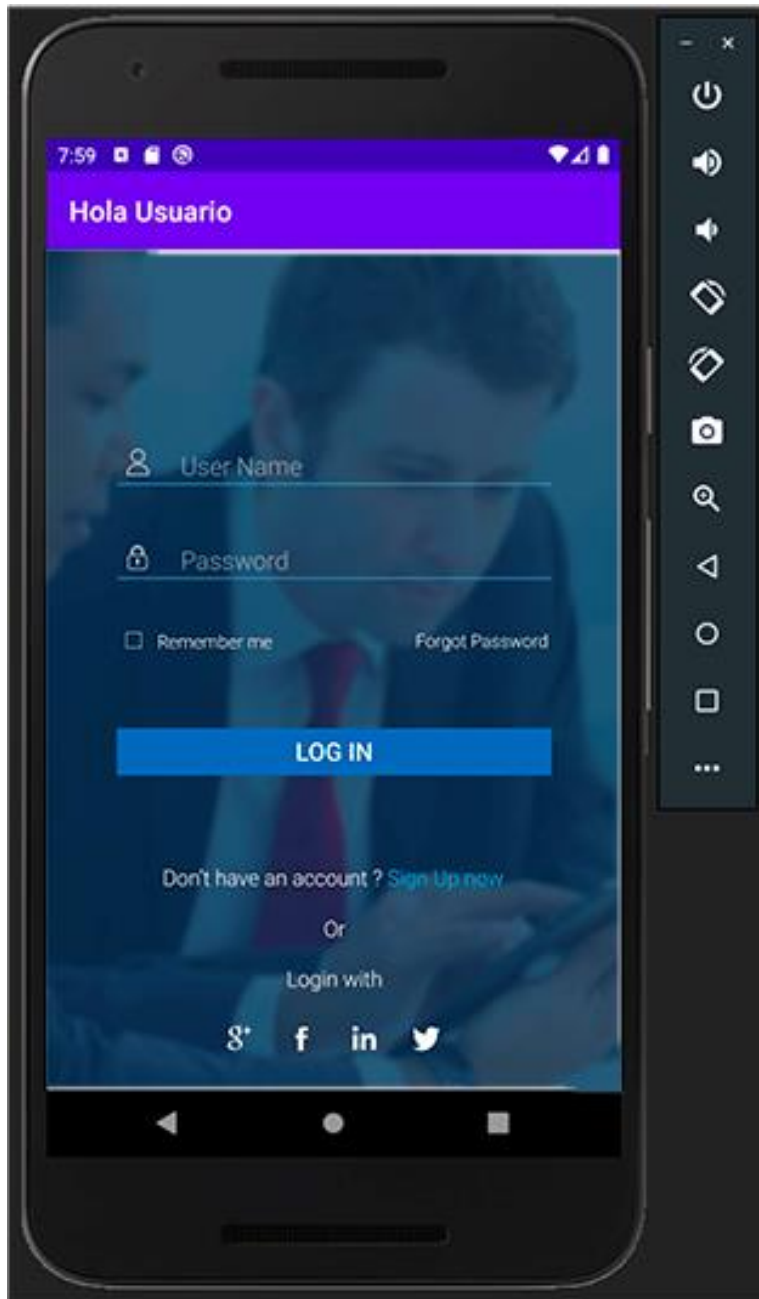 7:59
Hola Usuario
User Name
Password
Remember me
Forgot Password
LOG IN
Don't have an account ? Sign Up now
Or
Login with
g+ f in